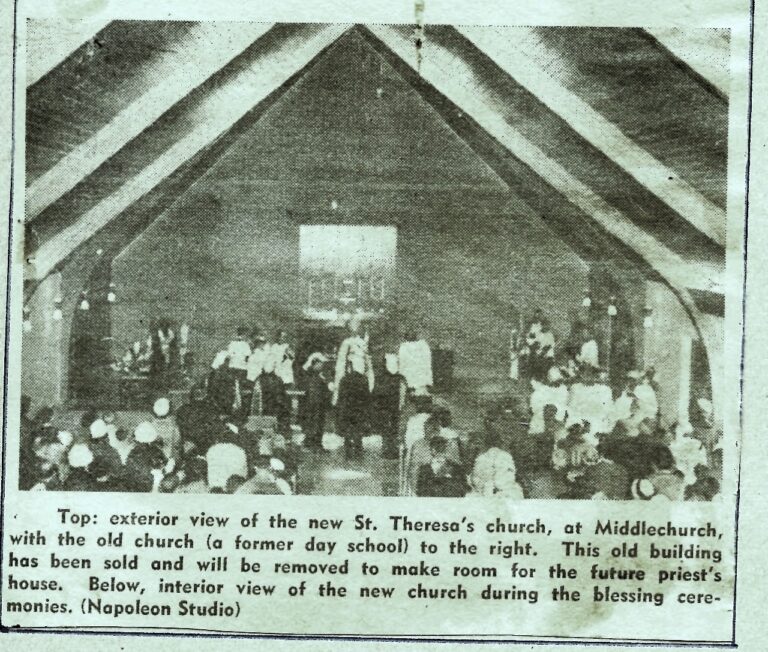 Top: exterior view of the new St. Theresa's church, at Middlechurch,
with the old church (a former day school) to the right. This old building
has been sold and will be removed to make room for the future priest's
house. Below, interior view of the new church during the blessing cere-
monies. (Napoleon Studio)